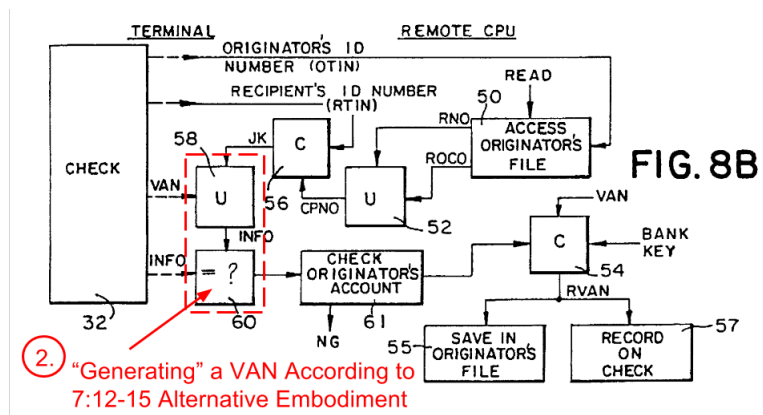 TERMINAL
REMOTE CPU
ORIGINATOR'S ID
NUMBER (OTIN)
READ
RECIPIENT'S ID NUMBER
(RTIN)
50
RNO
ACCESS
ORIGINATOR'S
FILE
58
JK
C
ROCO
FIG. 8B
CHECK
VAN
U
56
CPNO
U
52
VAN
INFO
C
BANK
KEY
INFO
= ?
CHECK
ORIGINATOR'S
ACCOUNT
54
32
60
61
RVAN
NG
55
SAVE IN
ORIGINATOR'S
FILE
RECORD
ON
CHECK
57
2.
"Generating" a VAN According to
7:12-15 Alternative Embodiment